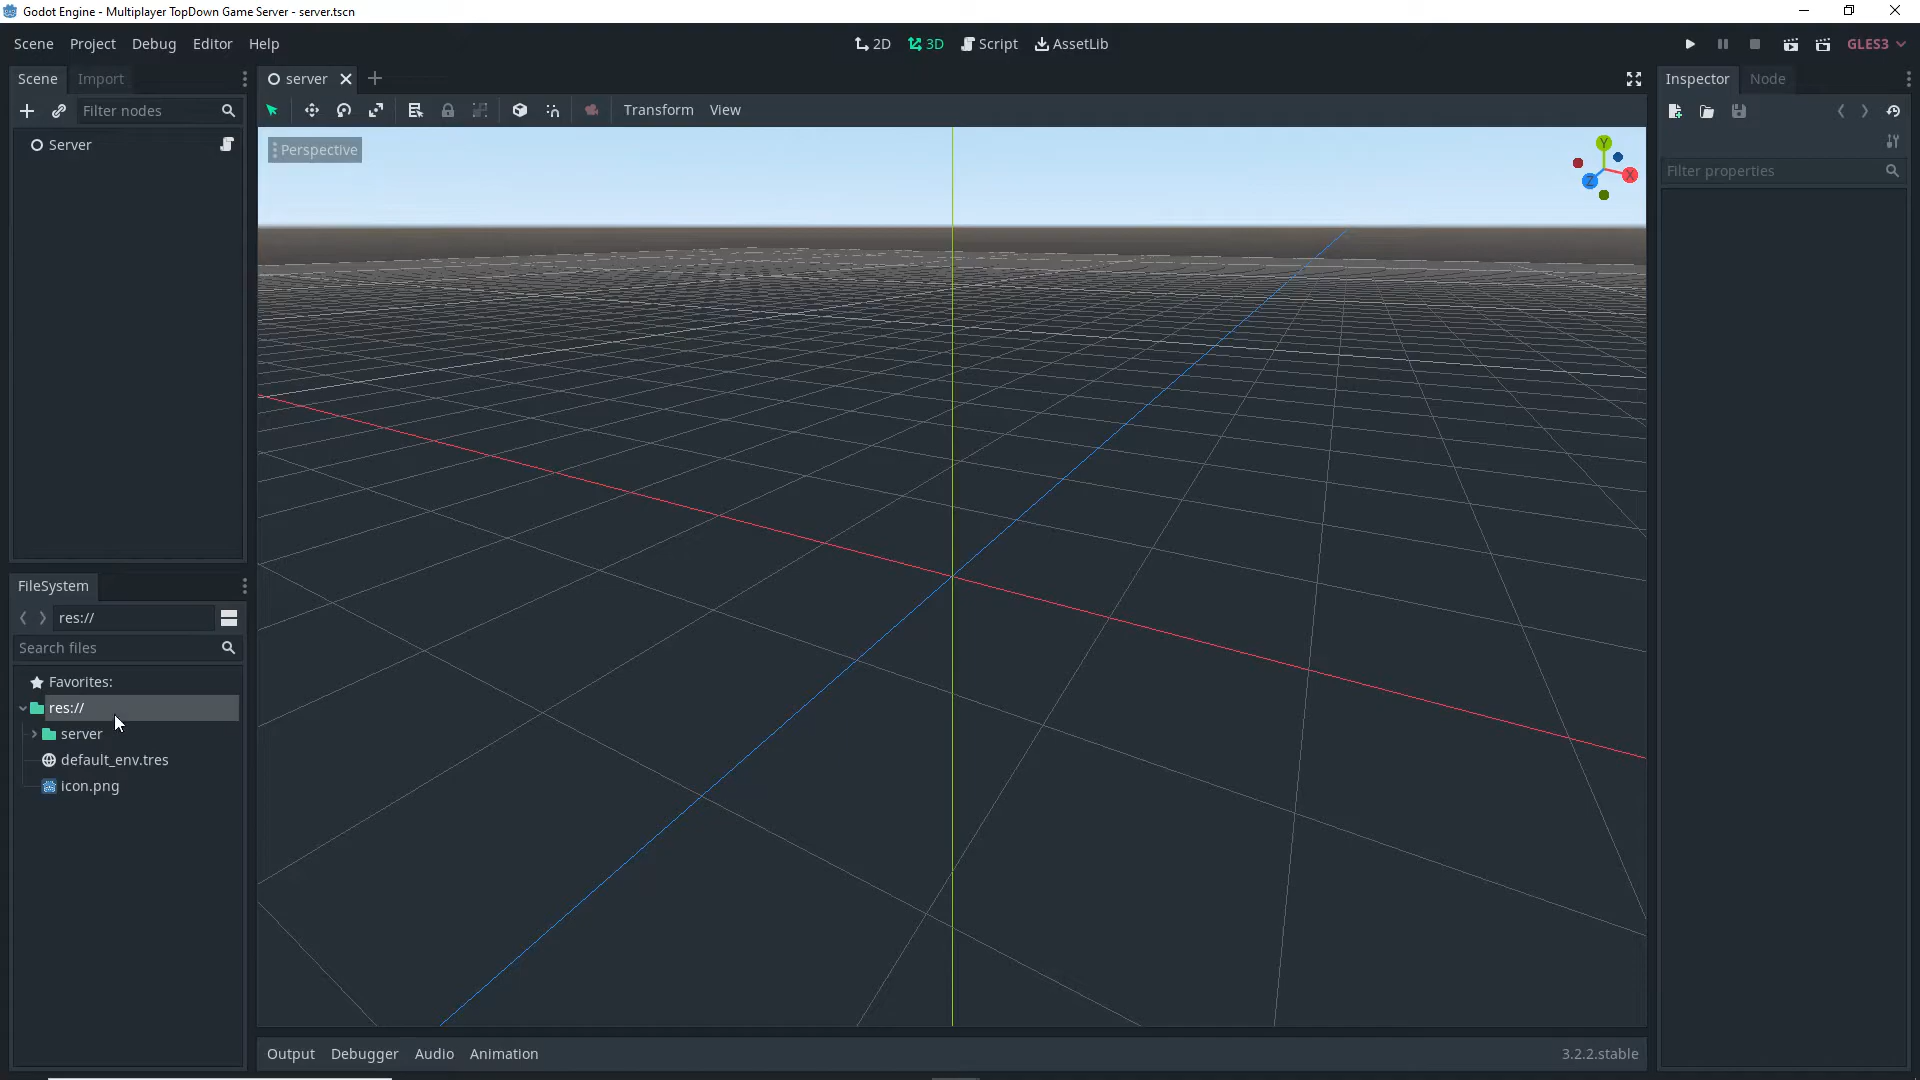 Godot Engine - Multiplayer TopDown Game Server - server.tscn
Scene Project Debug Editor Help
2D 3D Script AssetLib
GLES3
Scene Import
server
Inspector Node
Filter nodes
Transform View
Server
Perspective
Y
X
Z
Filter properties
FileSystem
res://
Search files
Favorites:
res://
server
default_env.tres
icon.png
Output Debugger Audio Animation
3.2.2.stable